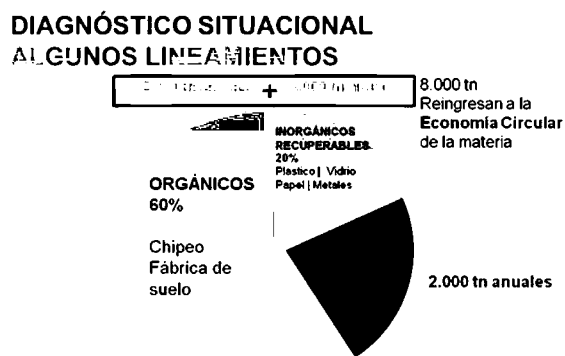 DIAGNÓSTICO SITUACIONAL
ALGUNOS LINEAMIENTOS
+
8.000 tn
Reingresan a la
Economía Circular
de la materia
INORGÁNICOS
RECUPERABLES
20%
Plastico | Vidrio
Papel | Metales
ORGÁNICOS
60%
Chipeo
Fábrica de
suelo
2.000 tn anuales